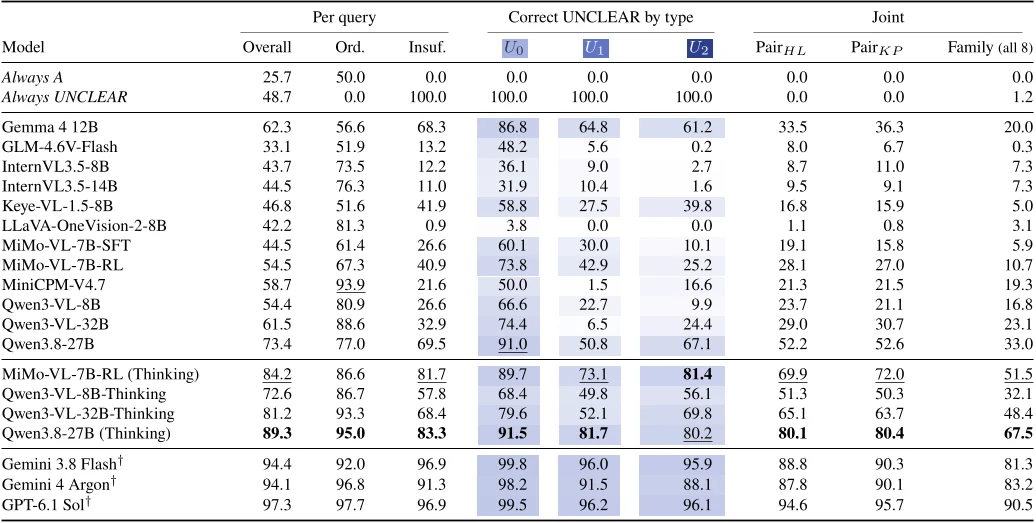 Per query Correct UNCLEAR by type Joint
Model Overall Ord. Insuf. U0 U1 U2 PairHL PairKP Family (all 8)
Always A 25.7 50.0 0.0 0.0 0.0 0.0 0.0 0.0 0.0
Always UNCLEAR 48.7 0.0 100.0 100.0 100.0 100.0 0.0 0.0 1.2
Gemma 4 12B 62.3 56.6 68.3 86.8 64.8 61.2 33.5 36.3 20.0
GLM-4.6V-Flash 33.1 51.9 13.2 48.2 5.6 0.2 8.0 6.7 0.3
InternVL3.5-8B 43.7 73.5 12.2 36.1 9.0 2.7 8.7 11.0 7.3
InternVL3.5-14B 44.5 76.3 11.0 31.9 10.4 1.6 9.5 9.1 7.3
Keye-VL-1.5-8B 46.8 51.6 41.9 58.8 27.5 39.8 16.8 15.9 5.0
LLaVA-OneVision-2-8B 42.2 81.3 0.9 3.8 0.0 0.0 1.1 0.8 3.1
MiMo-VL-7B-SFT 44.5 61.4 26.6 60.1 30.0 10.1 19.1 15.8 5.9
MiMo-VL-7B-RL 54.5 67.3 40.9 73.8 42.9 25.2 28.1 27.0 10.7
MiniCPM-V4.7 58.7 93.9 21.6 50.0 1.5 16.6 21.3 21.5 19.3
Qwen3-VL-8B 54.4 80.9 26.6 66.6 22.7 9.9 23.7 21.1 16.8
Qwen3-VL-32B 61.5 88.6 32.9 74.4 6.5 24.4 29.0 30.7 23.1
Qwen3.8-27B 73.4 77.0 69.5 91.0 50.8 67.1 52.2 52.6 33.0
MiMo-VL-7B-RL (Thinking) 84.2 86.6 81.7 89.7 73.1 81.4 69.9 72.0 51.5
Qwen3-VL-8B-Thinking 72.6 86.7 57.8 68.4 49.8 56.1 51.3 50.3 32.1
Qwen3-VL-32B-Thinking 81.2 93.3 68.4 79.6 52.1 69.8 65.1 63.7 48.4
Qwen3.8-27B (Thinking) 89.3 95.0 83.3 91.5 81.7 80.2 80.1 80.4 67.5
Gemini 3.8 Flash† 94.4 92.0 96.9 99.8 96.0 95.9 88.8 90.3 81.3
Gemini 4 Argon† 94.1 96.8 91.3 98.2 91.5 88.1 87.8 90.1 83.2
GPT-6.1 Sol† 97.3 97.7 96.9 99.5 96.2 96.1 94.6 95.7 90.5